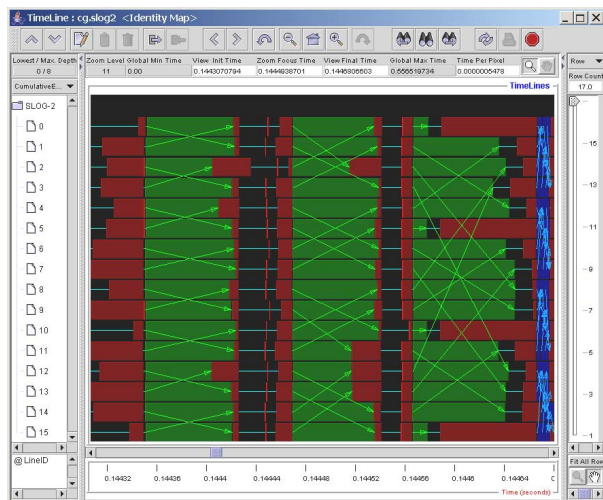 TimeLine : cg.slog2 <Identity Map>
Lowest / Max. Depth
0 / 8
Zoom Level
11
Global Min Time
0.00
View Init Time
0.1443070794
Zoom Focus Time
0.1444938701
View Final Time
0.1446806603
Global Max Time
0.556519734
Time Per Pixel
0.0000005478
Row
Row Count
17.0
CumulativeE...
TimeLines
SLOG-2
0
1
2
3
4
5
6
7
8
9
10
11
12
13
14
15
15
13
11
9
7
5
3
1
@ LineID
Fit All Row
0.14432
0.14436
0.1444
0.14444
0.14448
0.14452
0.14456
0.1446
0.14464
Time (seconds)